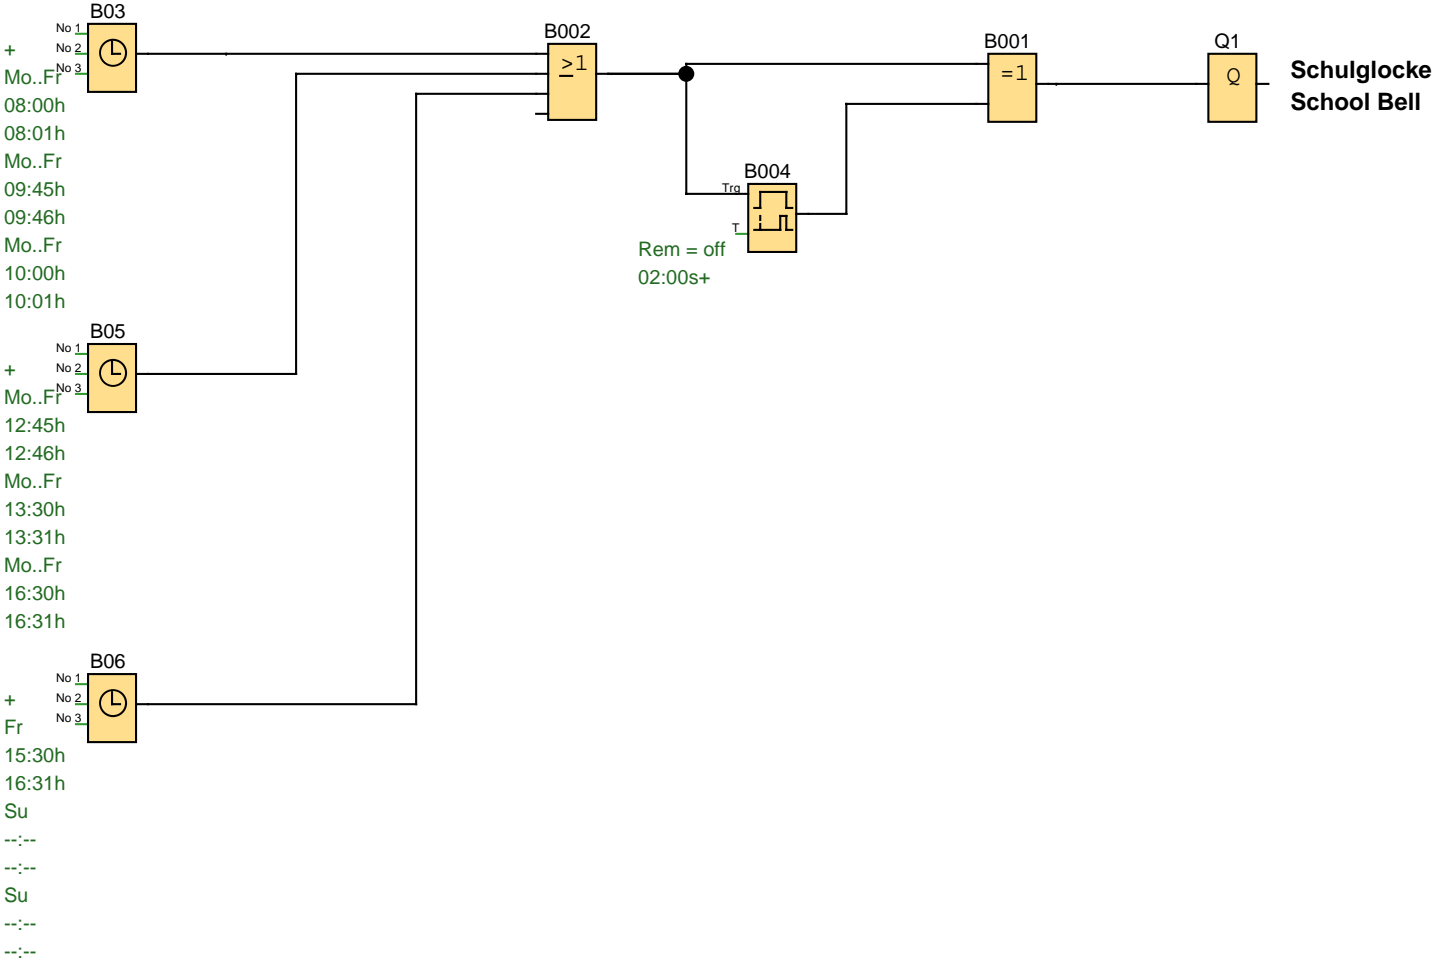 B03
No 1
No 2
No 3
+
Mo..Fr
08:00h
08:01h
Mo..Fr
09:45h
09:46h
Mo..Fr
10:00h
10:01h
B05
No 1
No 2
No 3
+
Mo..Fr
12:45h
12:46h
Mo..Fr
13:30h
13:31h
Mo..Fr
16:30h
16:31h
B06
No 1
No 2
No 3
+
Fr
15:30h
16:31h
Su
--:--
--:--
Su
--:--
--:--
B002
≥1
B004
Trg
T
Rem = off
02:00s+
B001
=1
Q1
Q
Schulglocke
School Bell